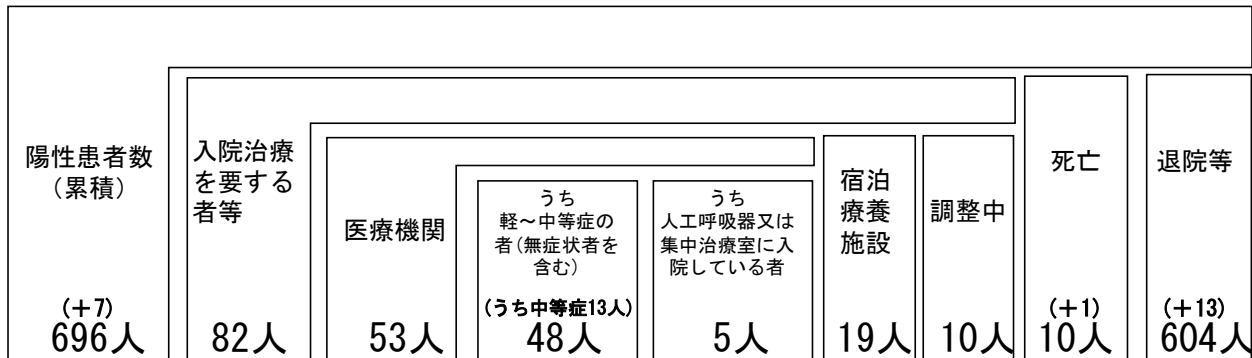 陽性患者数
（累積）
(＋7)
696人
入院治療
を要する
者等
82人
医療機関
53人
うち
軽～中等症の
者(無症状者を
含む)
(うち中等症13人)
48人
うち
人工呼吸器又は
集中治療室に入
院している者
5人
宿泊
療養
施設
19人
調整中
10人
死亡
(＋1)
10人
退院等
(＋13)
604人